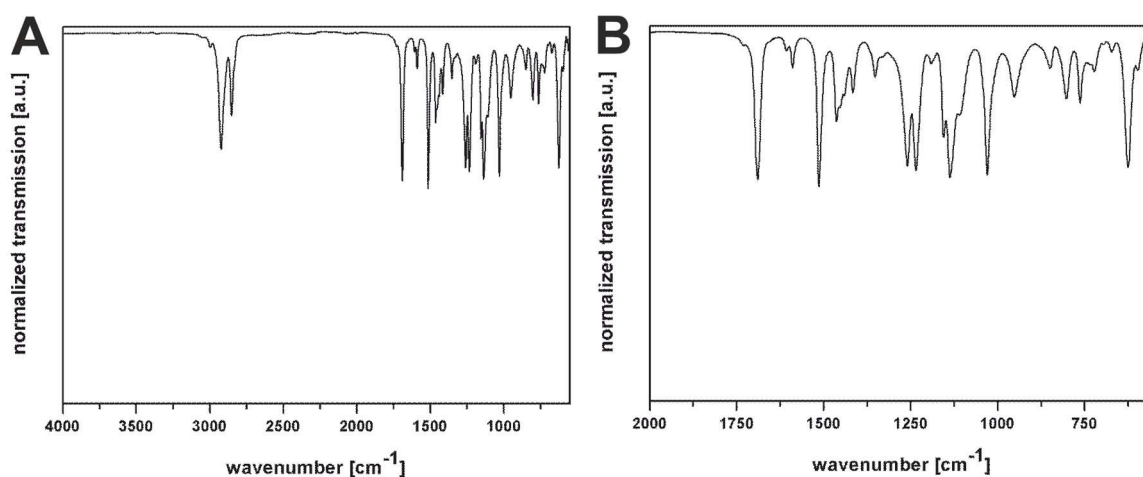 A
normalized transmission [a.u.]
4000 3500 3000 2500 2000 1500 1000
wavenumber [cm-1]
B
normalized transmission [a.u.]
2000 1750 1500 1250 1000 750
wavenumber [cm-1]